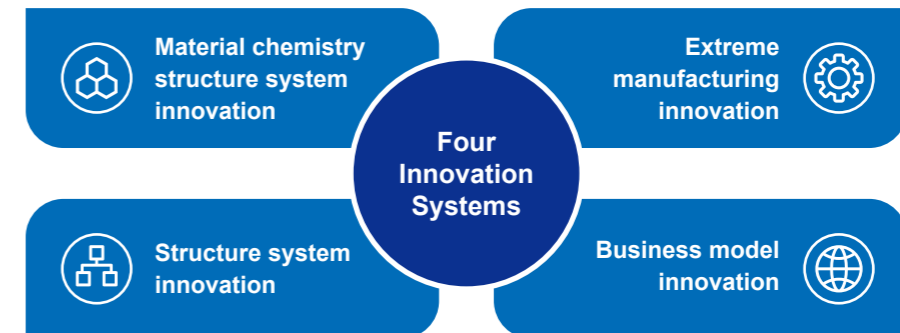 Material chemistry
structure system
innovation
Extreme
manufacturing
innovation
Four
Innovation
Systems
Structure system
innovation
Business model
innovation